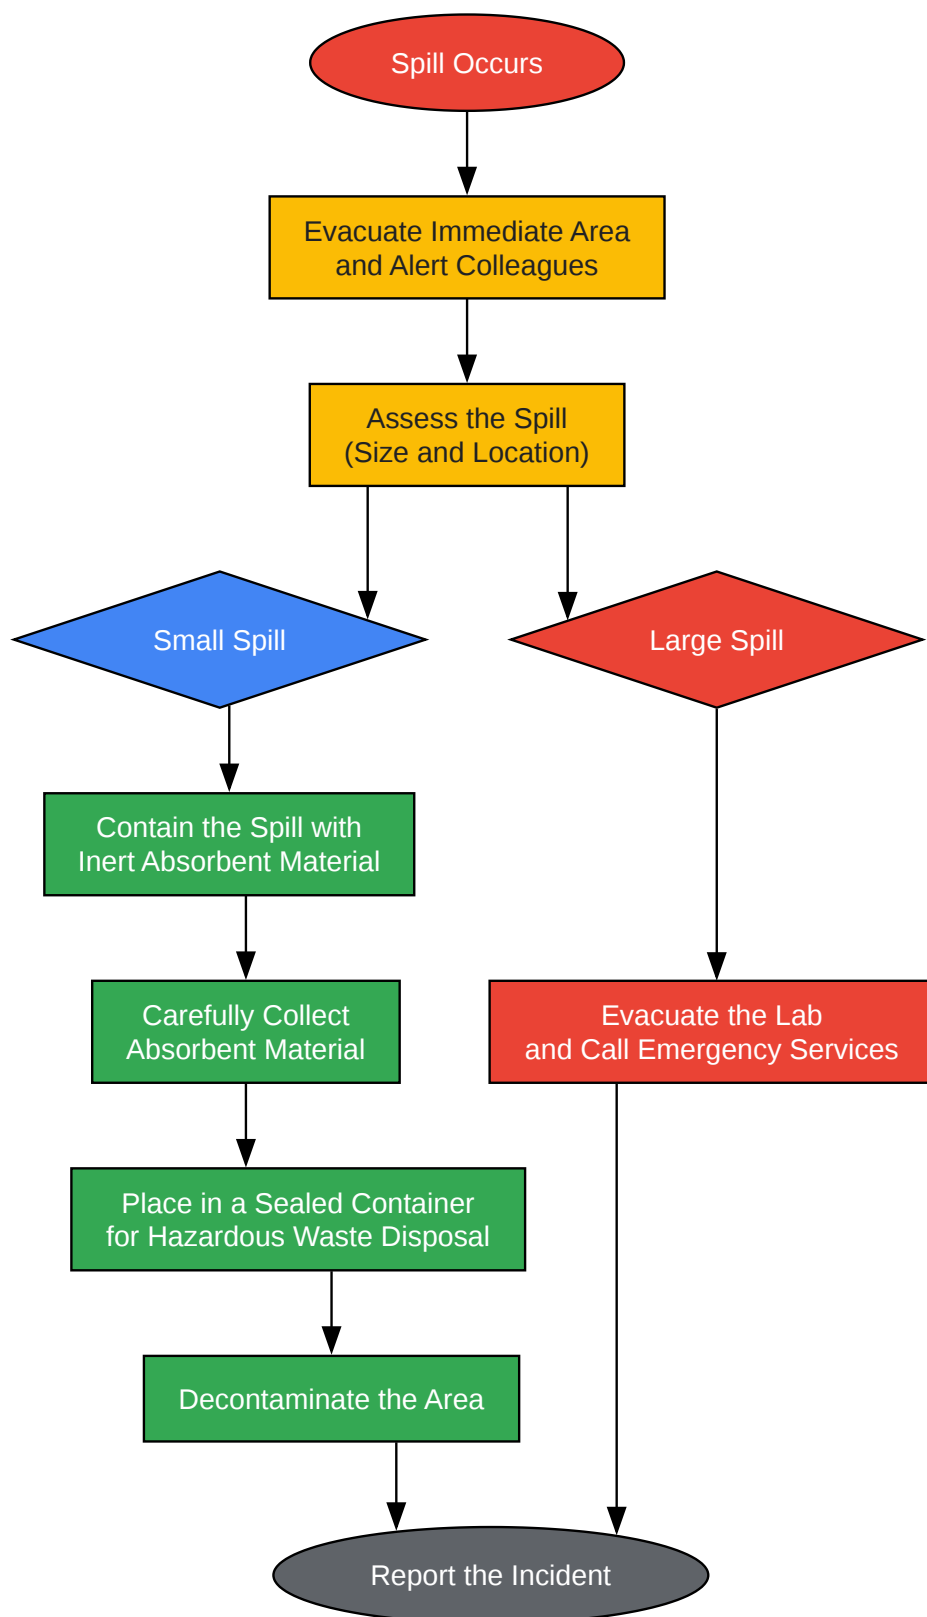 Spill Occurs
Evacuate Immediate Area
and Alert Colleagues
Assess the Spill
(Size and Location)
Small Spill
Large Spill
Contain the Spill with
Inert Absorbent Material
Carefully Collect
Absorbent Material
Evacuate the Lab
and Call Emergency Services
Place in a Sealed Container
for Hazardous Waste Disposal
Decontaminate the Area
Report the Incident